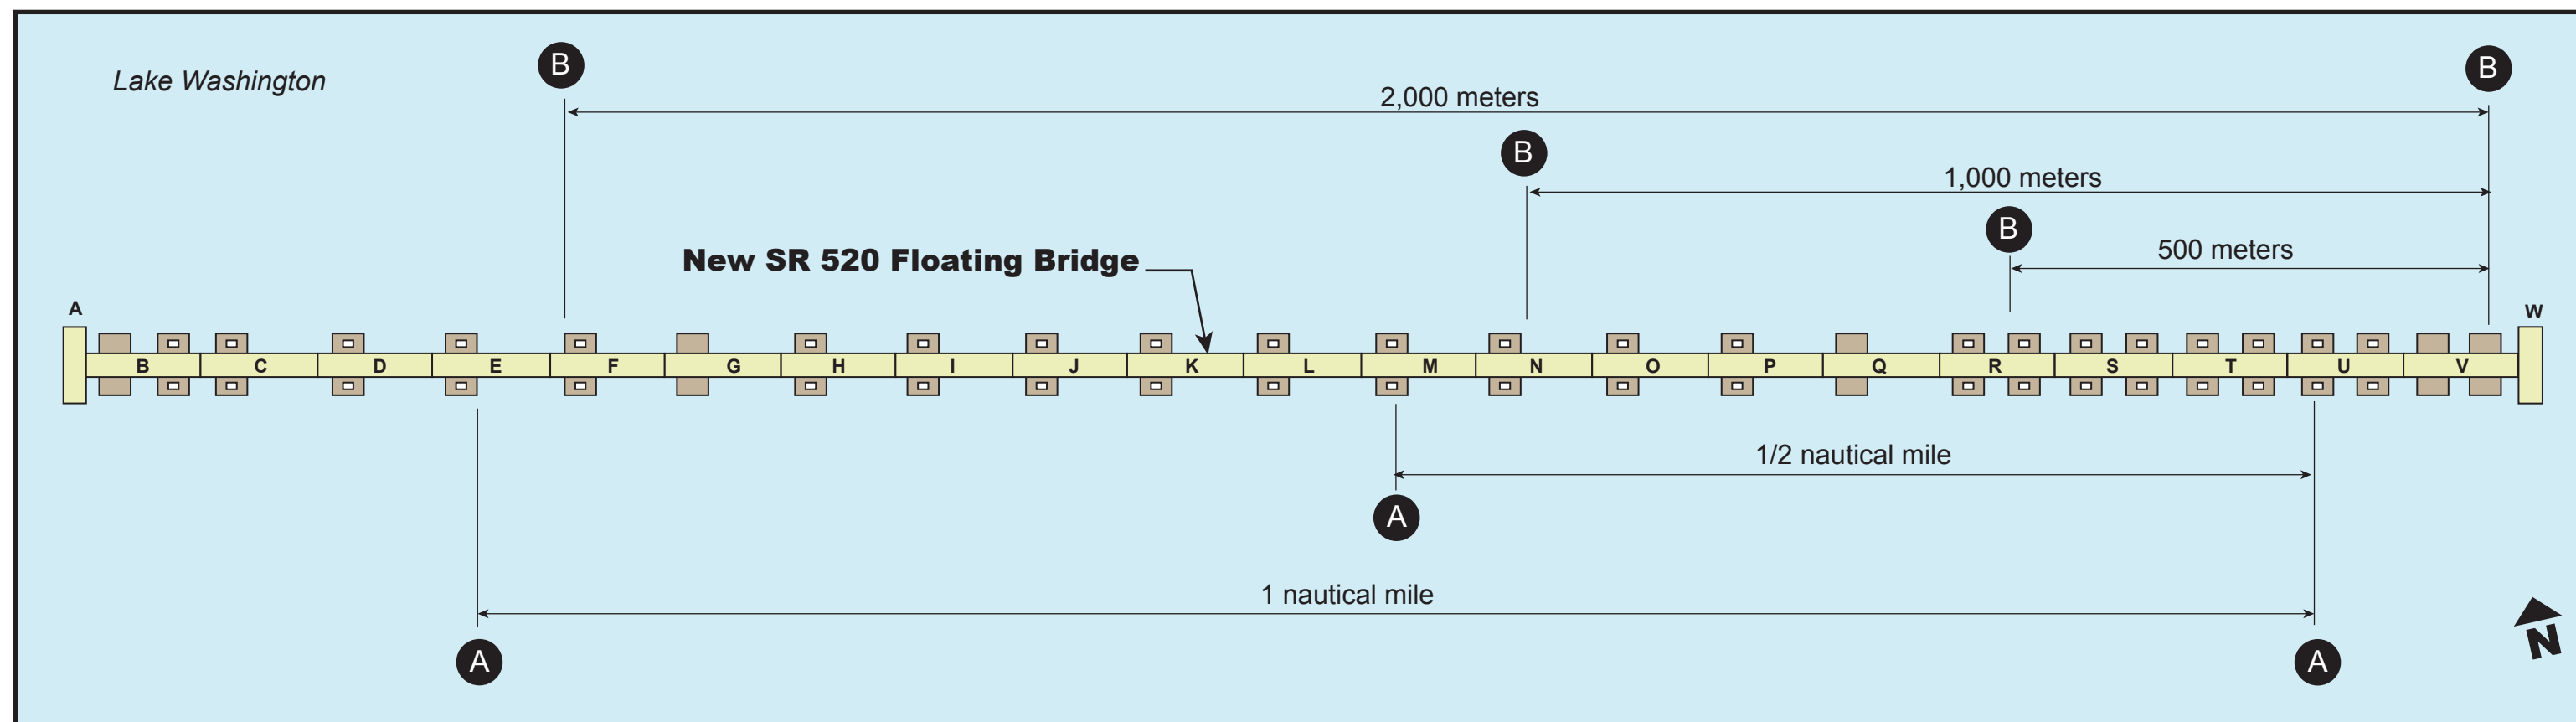 B
B
Lake Washington
2,000 meters
B
1,000 meters
B
500 meters
New SR 520 Floating Bridge
A
W
B C D E F G H I J K L M N O P Q R S T U V
1/2 nautical mile
A
1 nautical mile
N
A
A